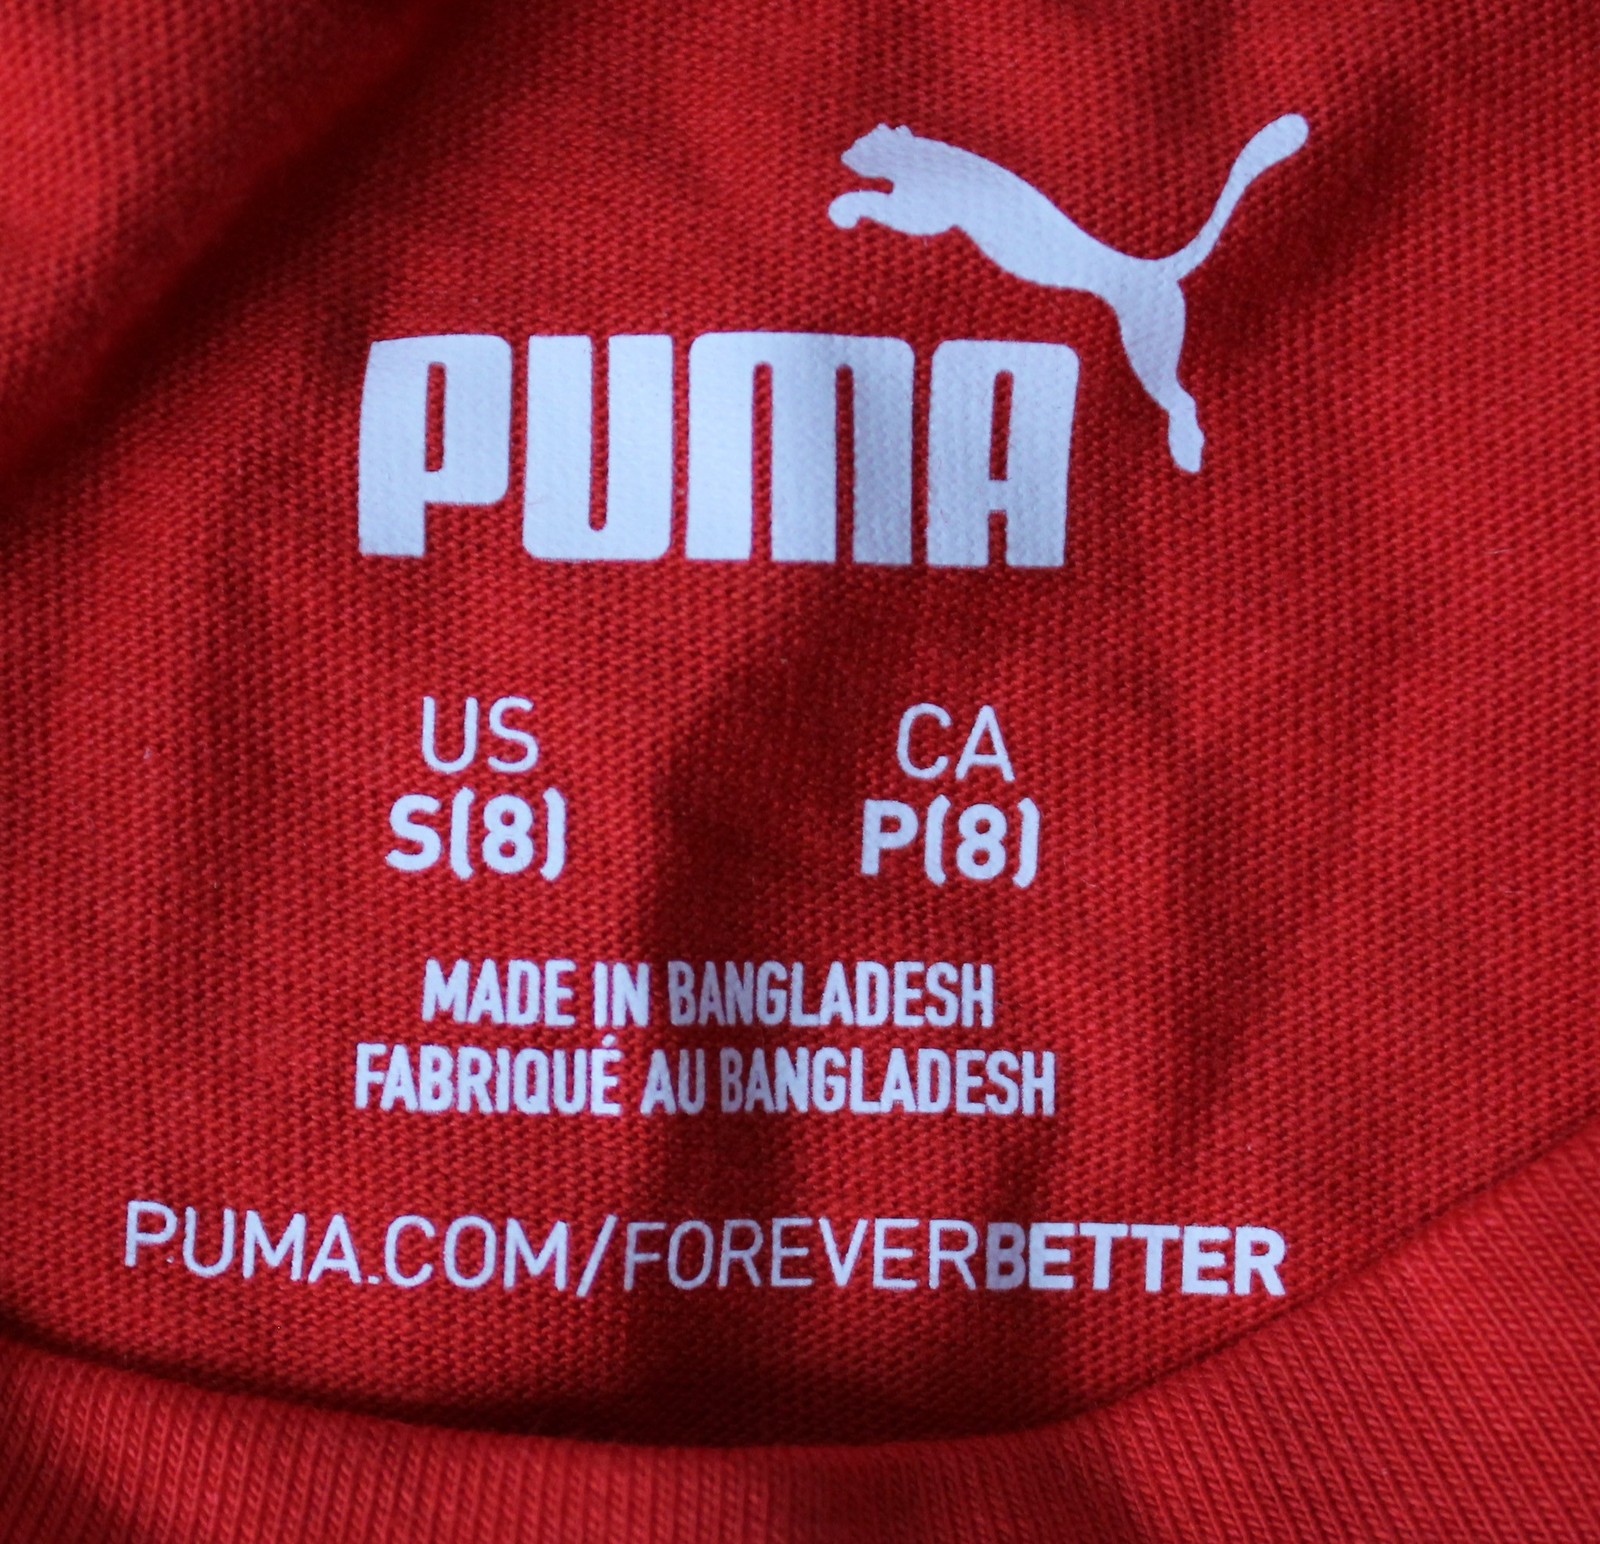 PUMA
US CA
S(8) P(8)
MADE IN BANGLADESH
FABRIQUÉ AU BANGLADESH
PUMA.COM/FOREVERBETTER